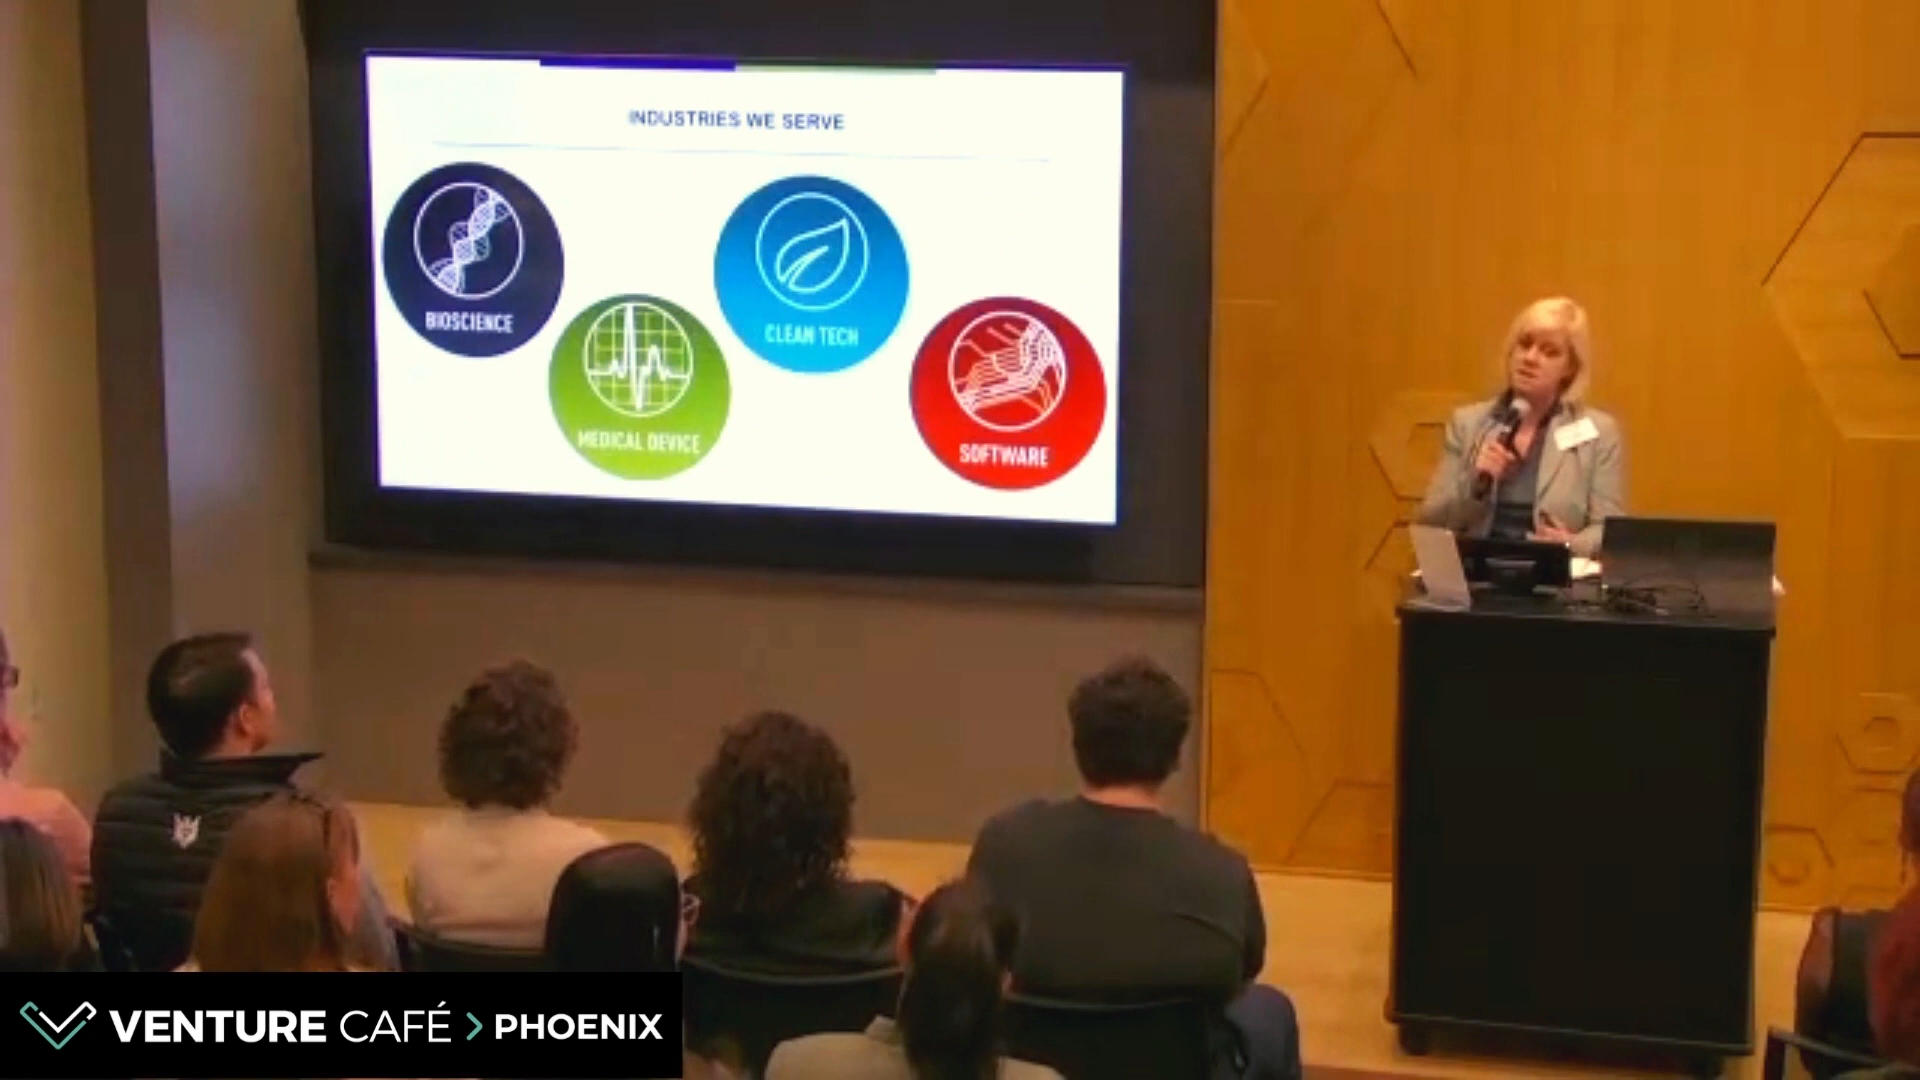 INDUSTRIES WE SERVE
BIOSCIENCE
CLEAN TECH
MEDICAL DEVICE
SOFTWARE
VENTURE CAFÉ > PHOENIX